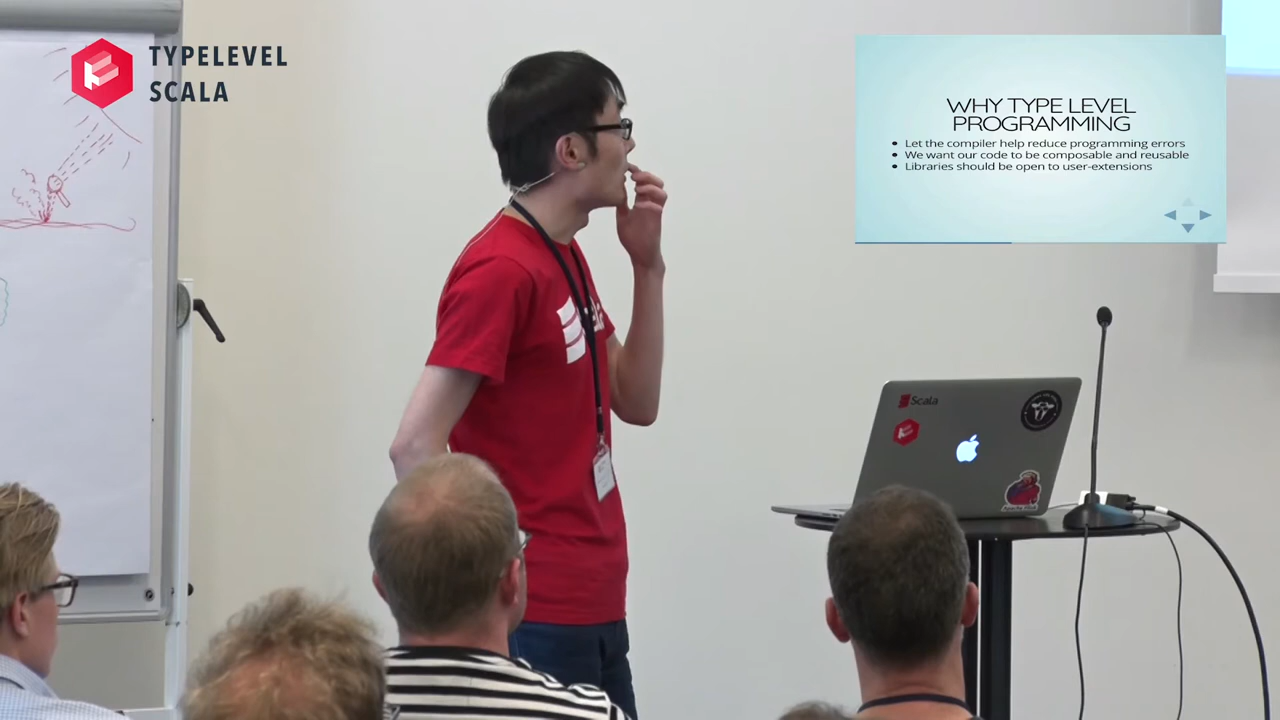 TYPELEVEL
SCALA
WHY TYPE LEVEL
PROGRAMMING
• Let the compiler help reduce programming errors
• We want our code to be composable and reusable
• Libraries should be open to user-extensions
Scala